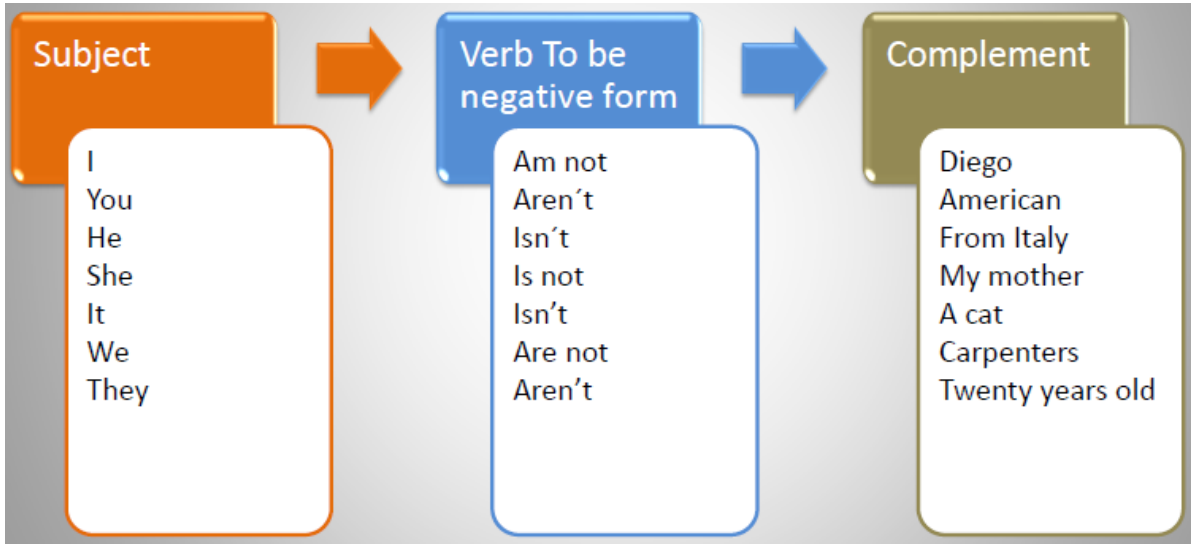 Subject
I
You
He
She
It
We
They
Verb To be
negative form
Am not
Aren´t
Isn´t
Is not
Isn’t
Are not
Aren’t
Complement
Diego
American
From Italy
My mother
A cat
Carpenters
Twenty years old